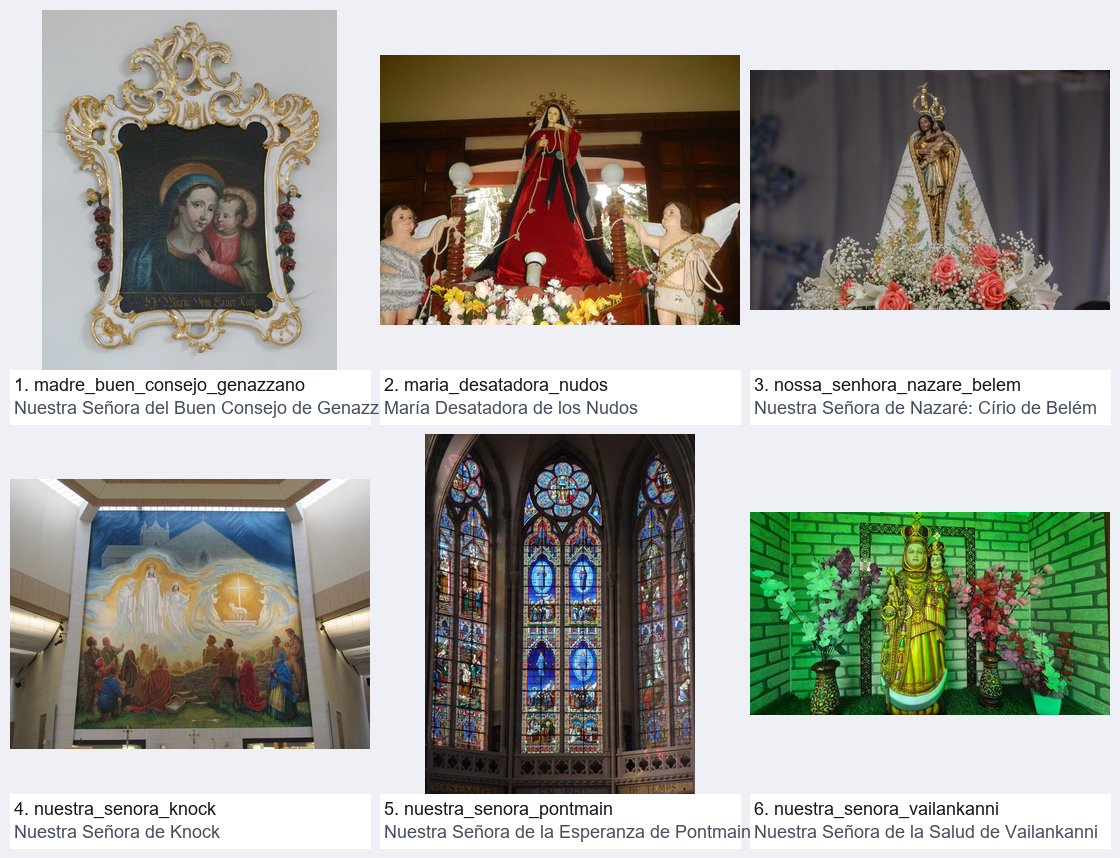 1. madre_buen_consejo_genazzano
Nuestra Señora del Buen Consejo de Genazz
2. maria_desatadora_nudos
María Desatadora de los Nudos
3. nossa_senhora_nazare_belem
Nuestra Señora de Nazaré: Círio de Belém
4. nuestra_senora_knock
Nuestra Señora de Knock
5. nuestra_senora_pontmain
Nuestra Señora de la Esperanza de Pontmain
6. nuestra_senora_vailankanni
Nuestra Señora de la Salud de Vailankanni